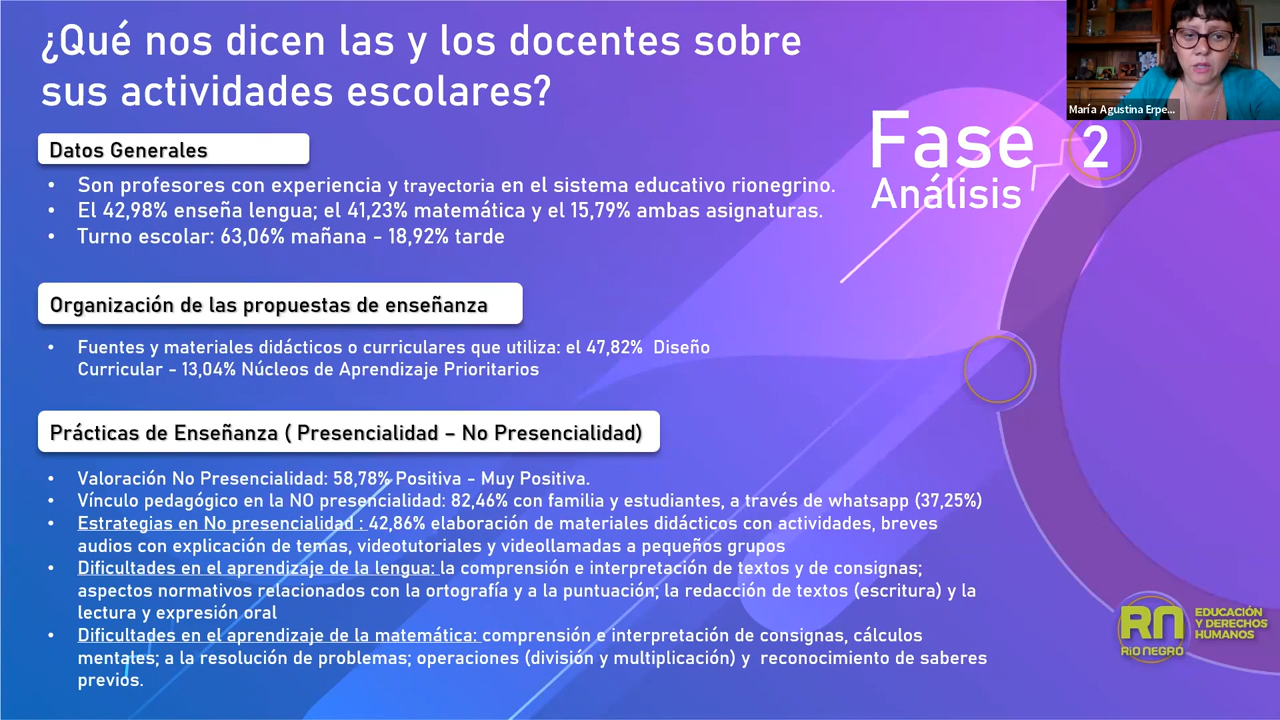 ¿Qué nos dicen las y los docentes sobre
sus actividades escolares?
María Agustina Erpe...
Fase 2
Análisis
Datos Generales
• Son profesores con experiencia y trayectoria en el sistema educativo rionegrino.
• El 42,98% enseña lengua; el 41,23% matemática y el 15,79% ambas asignaturas.
• Turno escolar: 63,06% mañana – 18,92% tarde
Organización de las propuestas de enseñanza
• Fuentes y materiales didácticos o curriculares que utiliza: el 47,82% Diseño
Curricular – 13,04% Núcleos de Aprendizaje Prioritarios
Prácticas de Enseñanza ( Presencialidad – No Presencialidad)
• Valoración No Presencialidad: 58,78% Positiva – Muy Positiva.
• Vínculo pedagógico en la NO presencialidad: 82,46% con familia y estudiantes, a través de whatsapp (37,25%)
• Estrategias en No presencialidad : 42,86% elaboración de materiales didácticos con actividades, breves
audios con explicación de temas, videotutoriales y videollamadas a pequeños grupos
• Dificultades en el aprendizaje de la lengua: la comprensión e interpretación de textos y de consignas;
aspectos normativos relacionados con la ortografía y a la puntuación; la redacción de textos (escritura) y la
lectura y expresión oral
• Dificultades en el aprendizaje de la matemática: comprensión e interpretación de consignas, cálculos
mentales; a la resolución de problemas; operaciones (división y multiplicación) y reconocimiento de saberes
previos.
RN
RÍO NEGRO
EDUCACIÓN
Y DERECHOS
HUMANOS